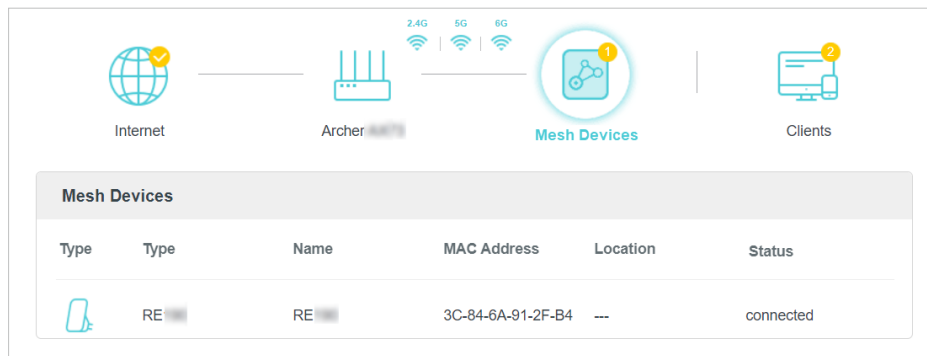 2.4G 5G 6G
1
2
Internet
Archer
Mesh Devices
Clients
Mesh Devices
Type Type Name MAC Address Location Status
RE RE 3C-84-6A-91-2F-B4 --- connected